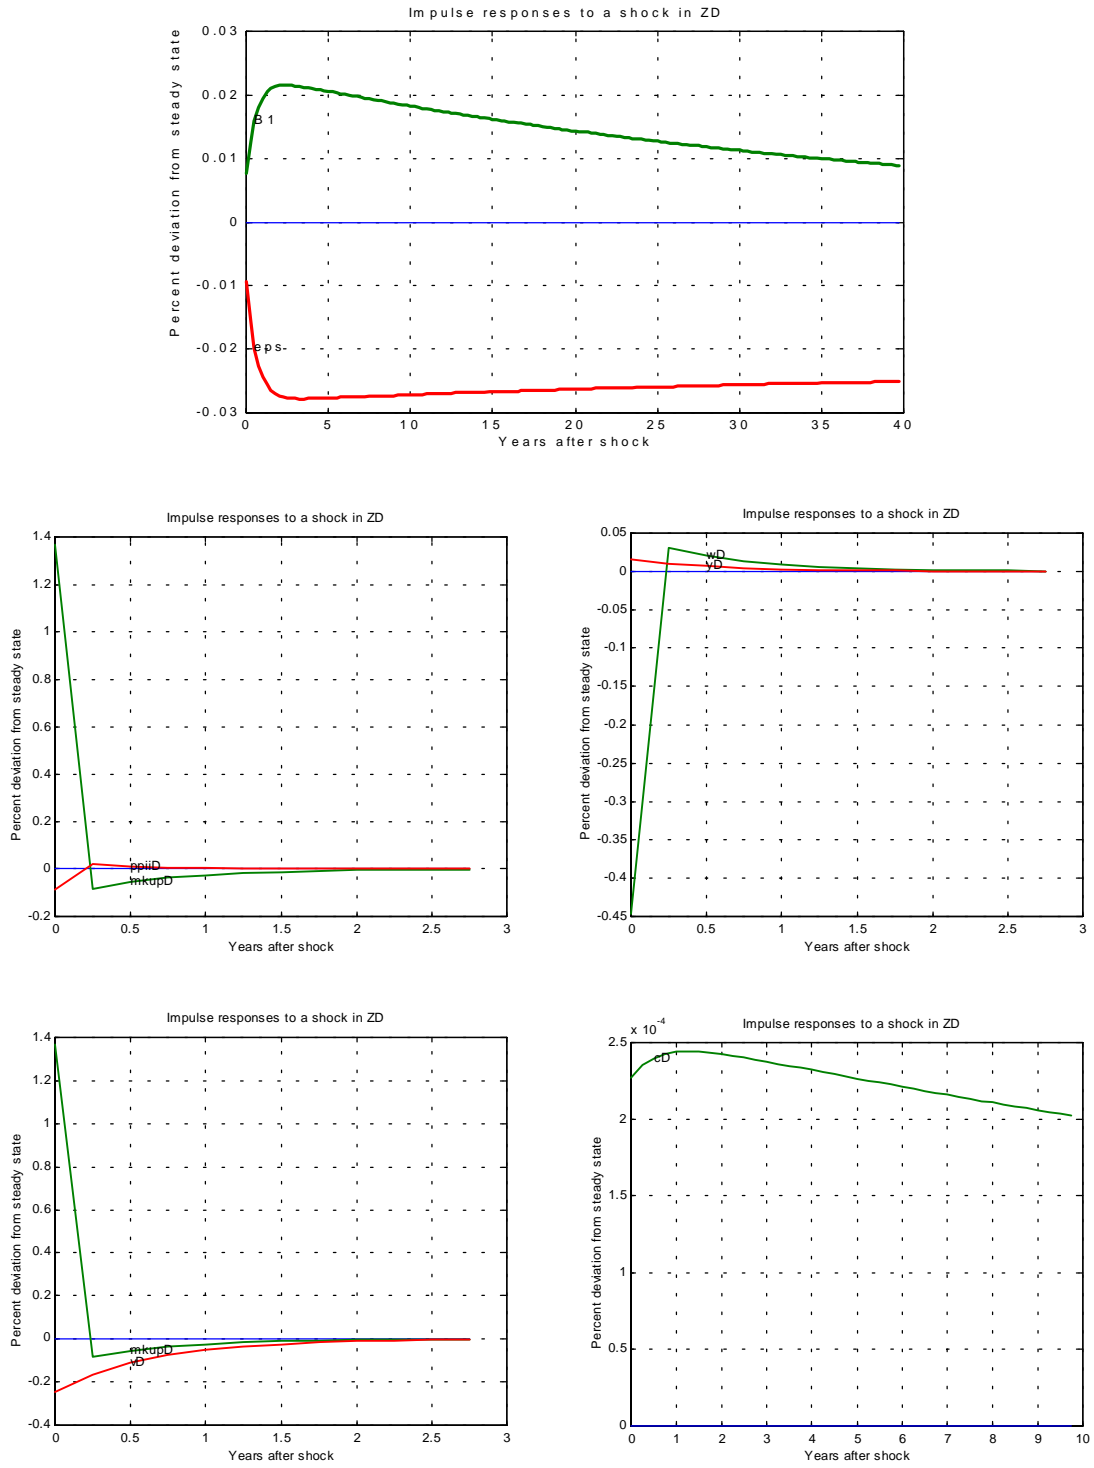 Impulse responses to a shock in ZD
Percent deviation from steady state
0.03
0.02
0.01
0
-0.01
-0.02
-0.03
B1
eps
0 5 10 15 20 25 30 35 40
Years after shock
Impulse responses to a shock in ZD
Percent deviation from steady state
1.4
1.2
1
0.8
0.6
0.4
0.2
0
-0.2
ppiiD
mkupD
0 0.5 1 1.5 2 2.5 3
Years after shock
Impulse responses to a shock in ZD
Percent deviation from steady state
0.05
0
-0.05
-0.1
-0.15
-0.2
-0.25
-0.3
-0.35
-0.4
-0.45
wD
yD
0 0.5 1 1.5 2 2.5 3
Years after shock
Impulse responses to a shock in ZD
Percent deviation from steady state
1.4
1.2
1
0.8
0.6
0.4
0.2
0
-0.2
-0.4
mkupD
vD
0 0.5 1 1.5 2 2.5 3
Years after shock
x 10⁻⁴
Impulse responses to a shock in ZD
Percent deviation from steady state
2.5
2
1.5
1
0.5
0
cD
0 1 2 3 4 5 6 7 8 9 10
Years after shock